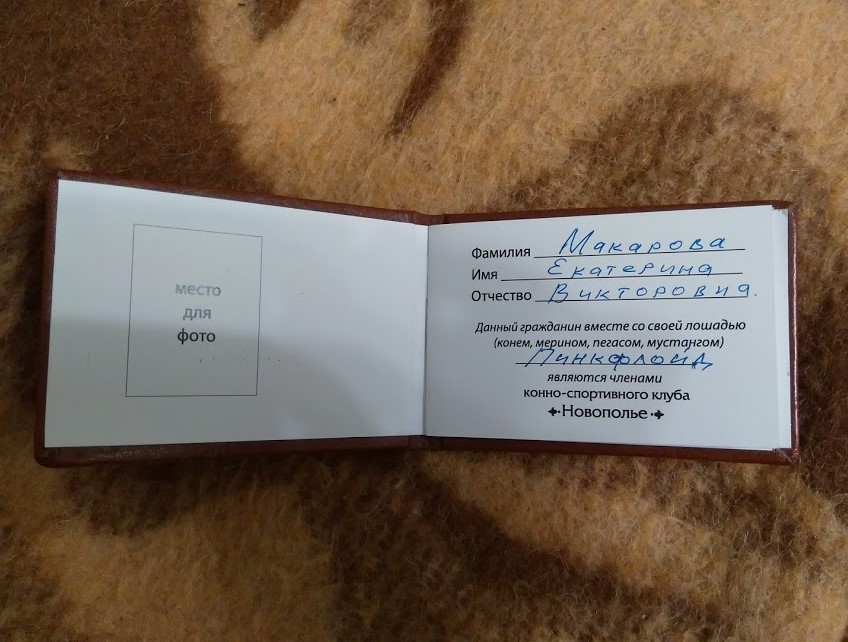 место
для
фото
Фамилия Макарова
Имя Екатерина
Отчество Викторовна.
Данный гражданин вместе со своей лошадью
(конем, мерином, пегасом, мустангом)
Пинкфлойд
являются членами
конно-спортивного клуба
Новополье